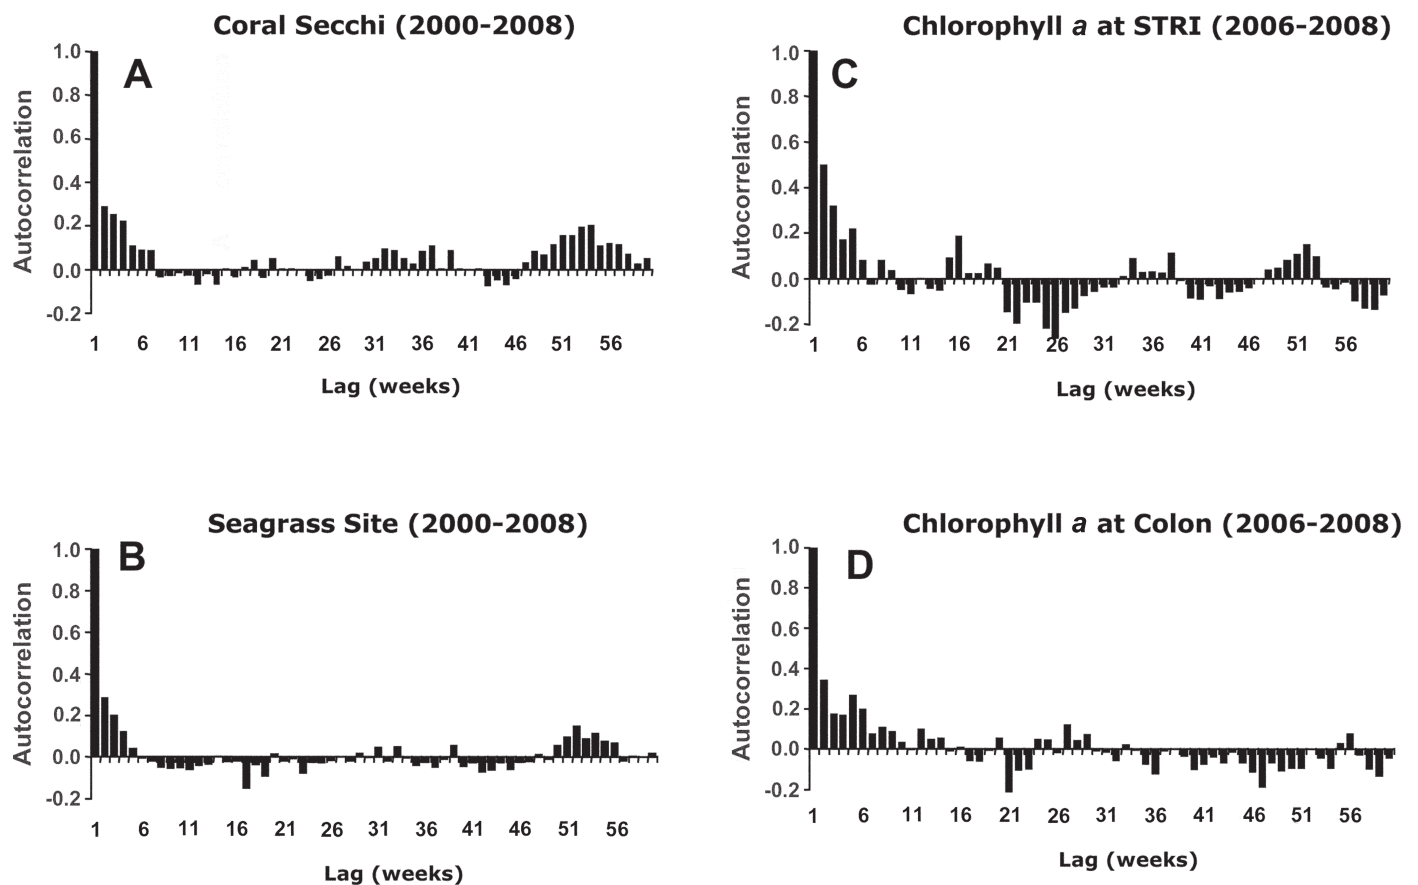 Coral Secchi (2000-2008)
A
Autocorrelation
1.0
0.8
0.6
0.4
0.2
0.0
-0.2
1 6 11 16 21 26 31 36 41 46 51 56
Lag (weeks)
Chlorophyll a at STRI (2006-2008)
C
Autocorrelation
1.0
0.8
0.6
0.4
0.2
0.0
-0.2
1 6 11 16 21 26 31 36 41 46 51 56
Lag (weeks)
Seagrass Site (2000-2008)
B
Autocorrelation
1.0
0.8
0.6
0.4
0.2
0.0
-0.2
1 6 11 16 21 26 31 36 41 46 51 56
Lag (weeks)
Chlorophyll a at Colon (2006-2008)
D
Autocorrelation
1.0
0.8
0.6
0.4
0.2
0.0
-0.2
1 6 11 16 21 26 31 36 41 46 51 56
Lag (weeks)